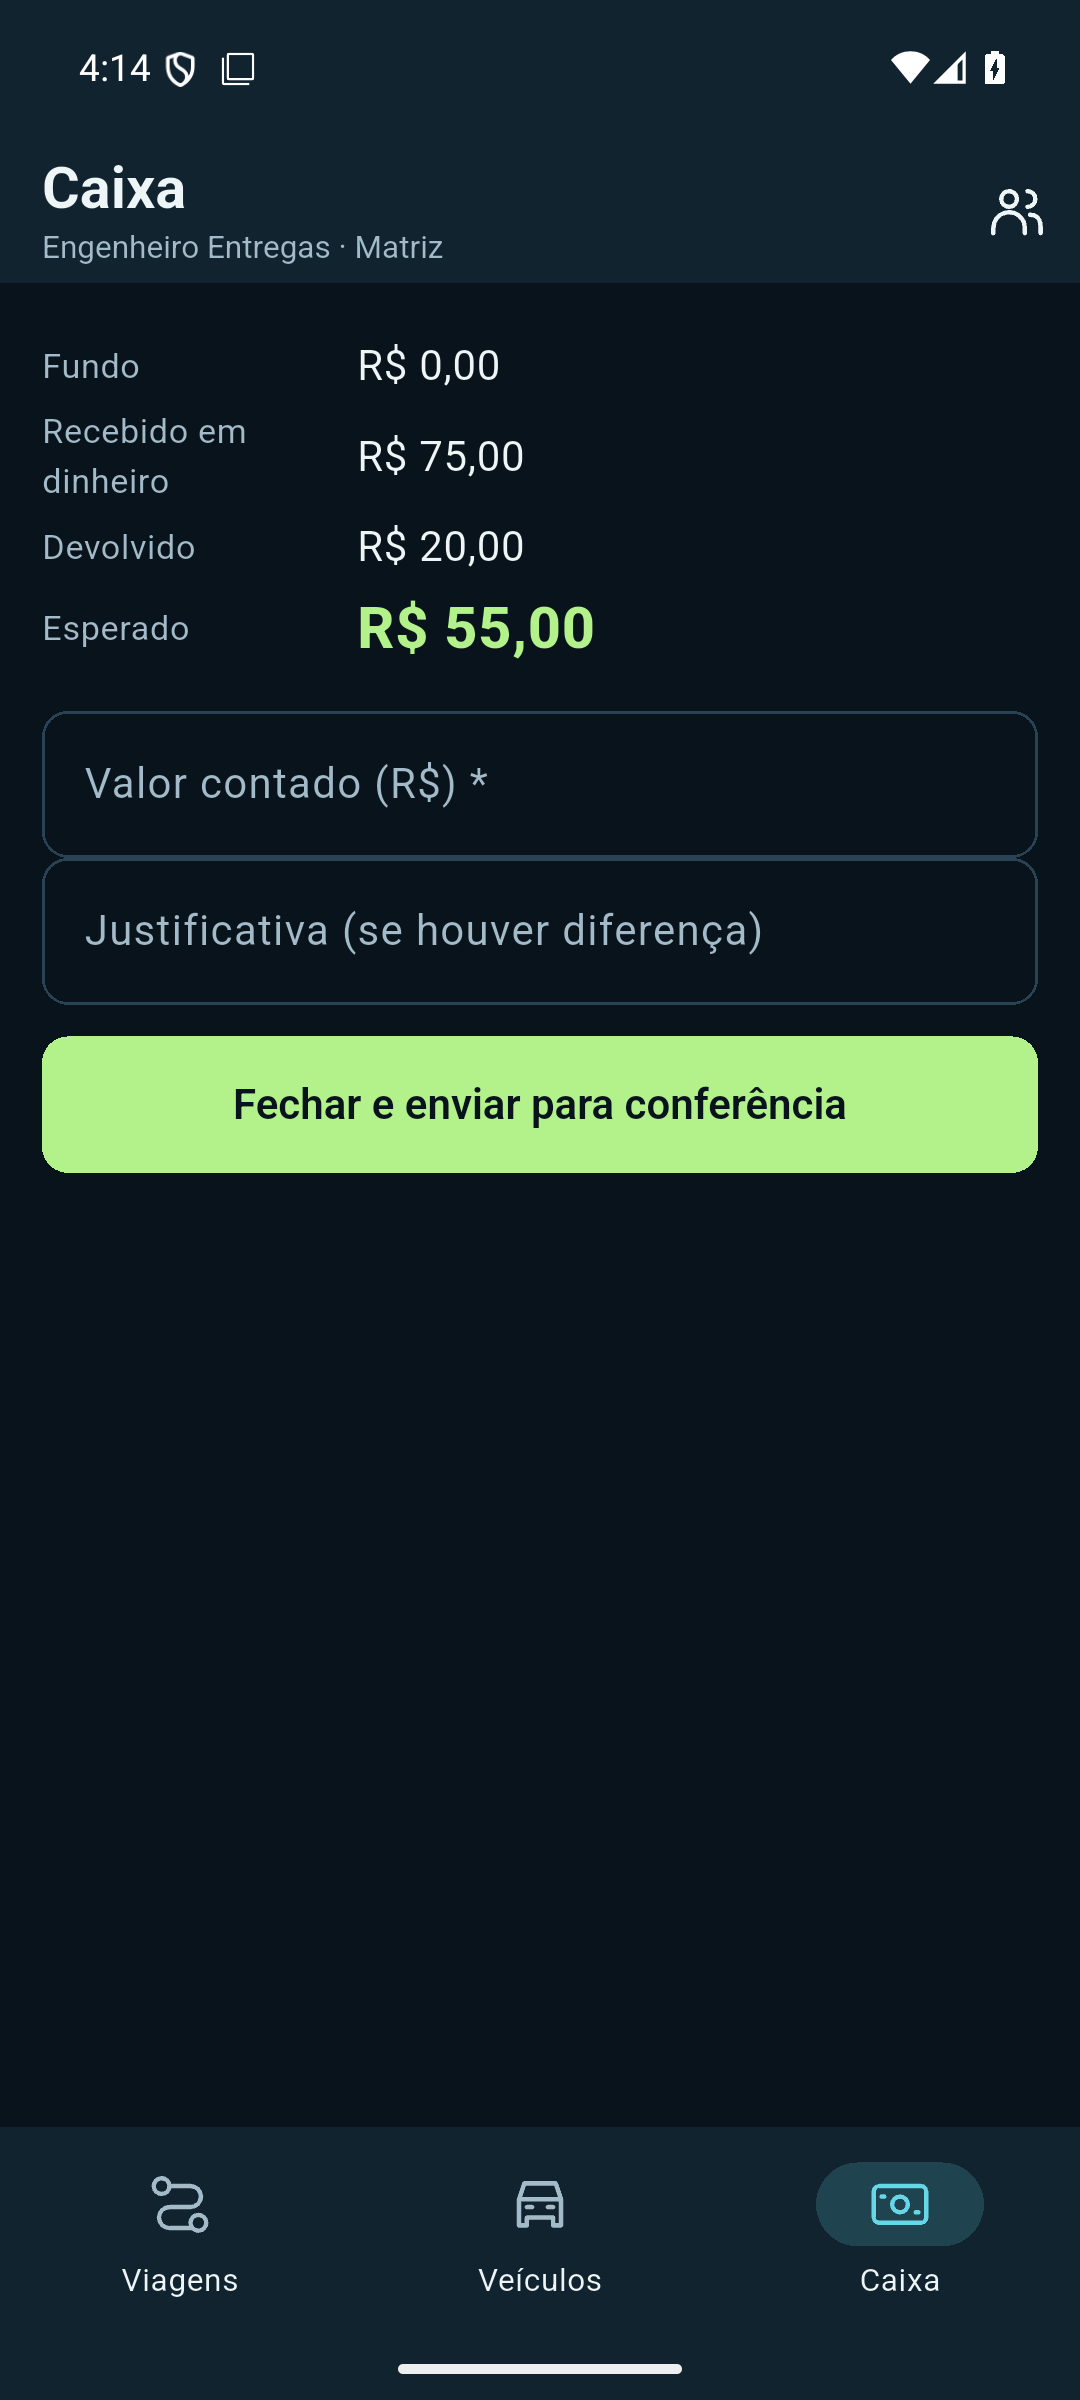 4:14
Caixa
Engenheiro Entregas · Matriz
Fundo R$ 0,00
Recebido em
dinheiro R$ 75,00
Devolvido R$ 20,00
Esperado R$ 55,00
Valor contado (R$) *
Justificativa (se houver diferença)
Fechar e enviar para conferência
Viagens Veículos Caixa